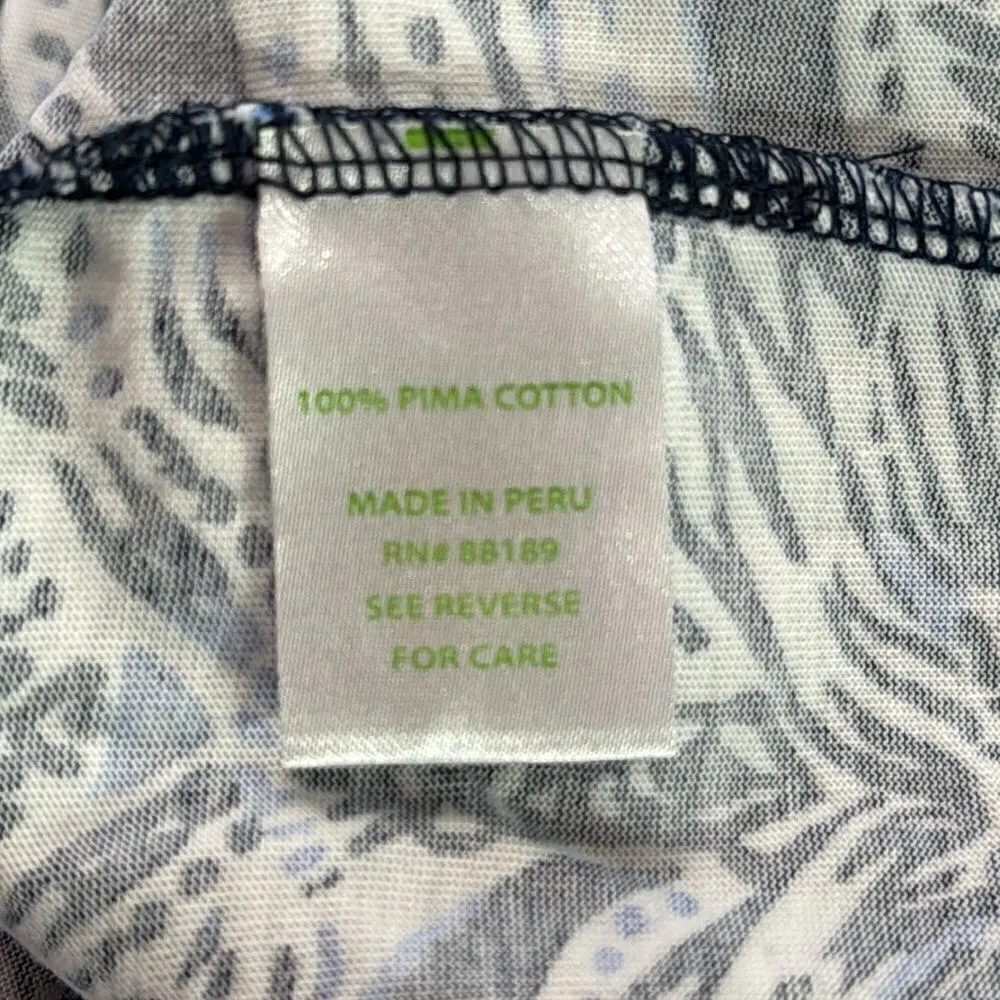 100% PIMA COTTON
MADE IN PERU
RN# 88189
SEE REVERSE
FOR CARE